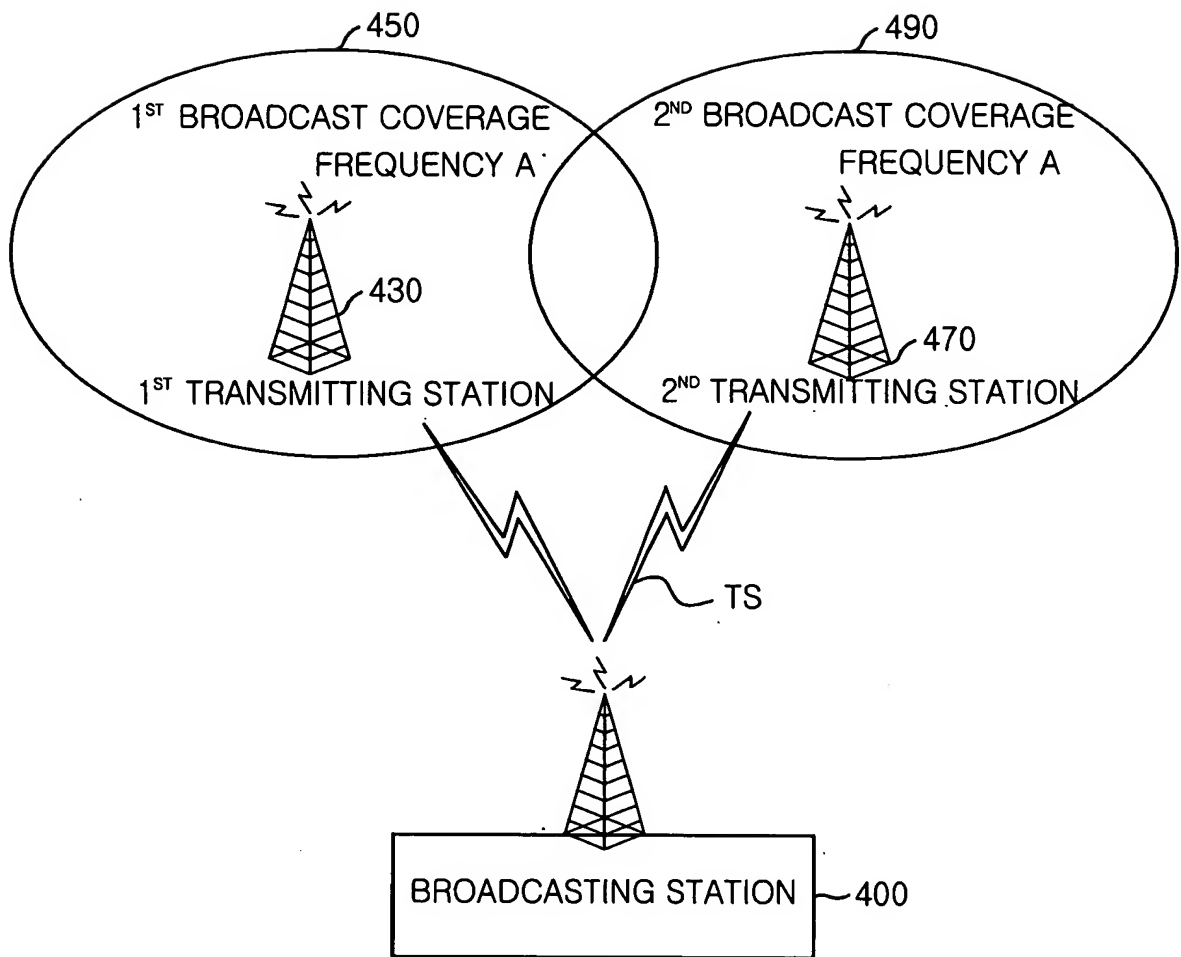 450
490
1ST BROADCAST COVERAGE
FREQUENCY A
2ND BROADCAST COVERAGE
FREQUENCY A
430
470
1ST TRANSMITTING STATION
2ND TRANSMITTING STATION
TS
BROADCASTING STATION
400